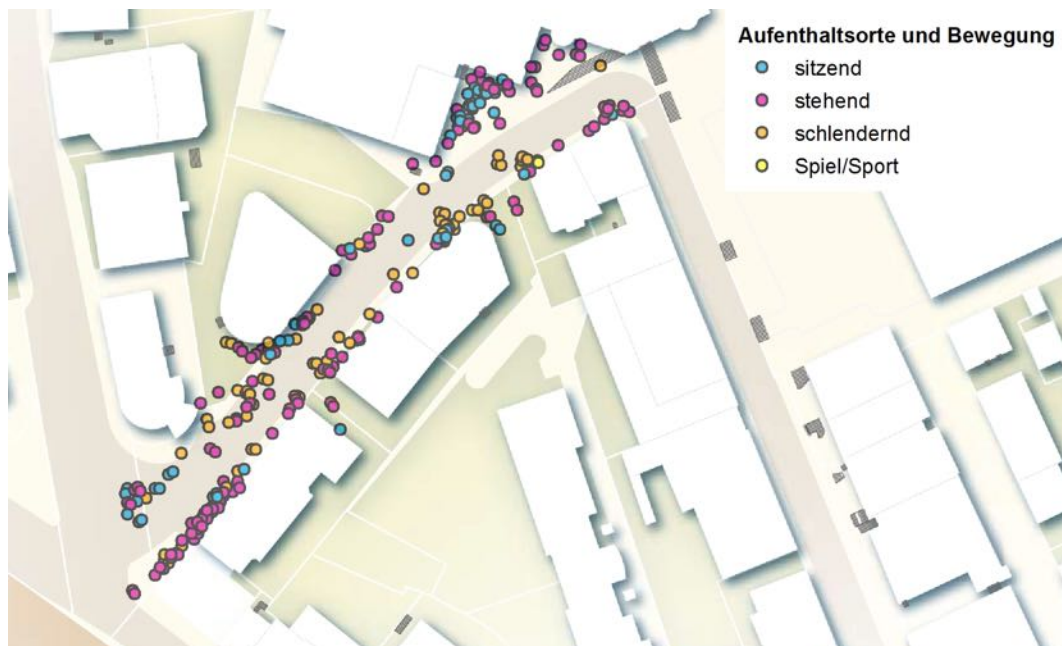 Aufenthaltsorte und Bewegung
sitzend
stehend
schlendernd
Spiel/Sport